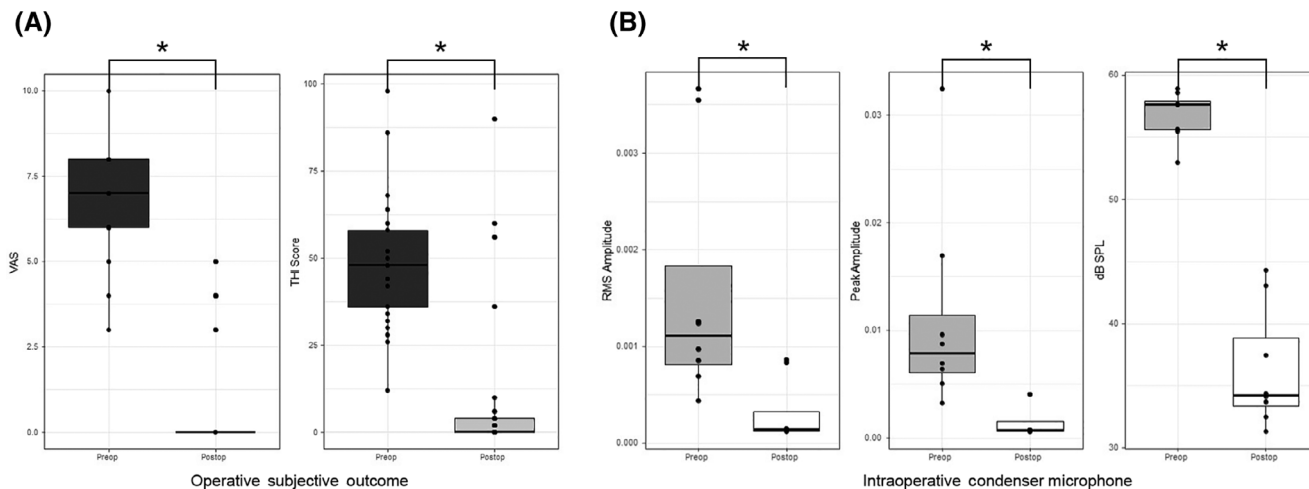 (A)
*
*
VAS
10.0
7.5
5.0
2.5
0.0
Preop
Postop
THI Score
100
75
50
25
0
Preop
Postop
Operative subjective outcome
(B)
*
*
*
RMS Amplitude
0.003
0.002
0.001
0.000
Preop
Postop
PeakAmplitude
0.03
0.02
0.01
0.00
Preop
Postop
dB SPL
60
50
40
30
Preop
Postop
Intraoperative condenser microphone